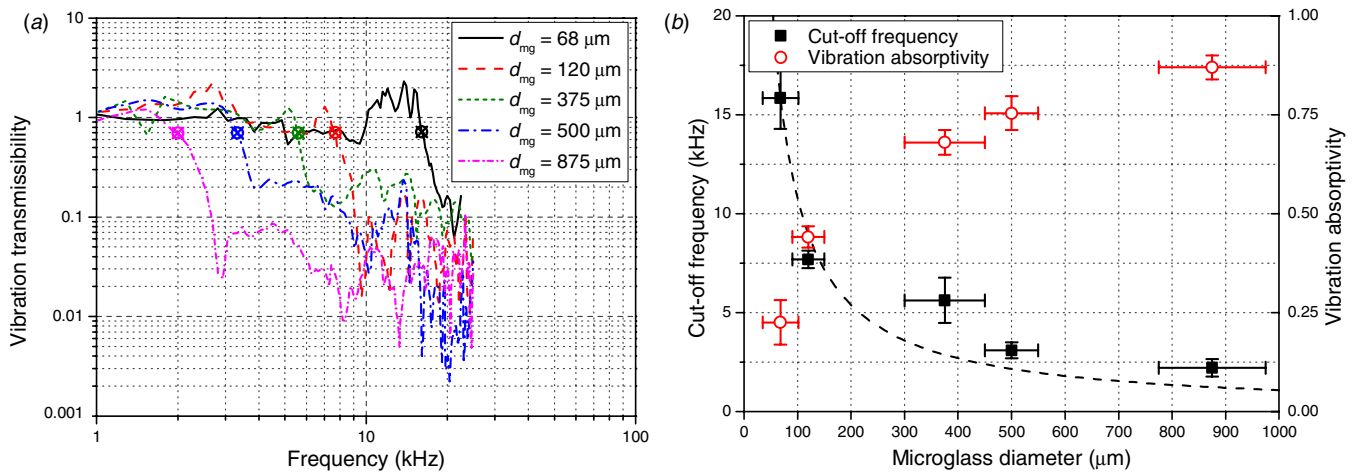 (a)
Vibration transmissibility
10
1
0.1
0.01
0.001
1
10
100
Frequency (kHz)
d_mg = 68 μm
d_mg = 120 μm
d_mg = 375 μm
d_mg = 500 μm
d_mg = 875 μm
(b)
Cut-off frequency (kHz)
20
15
10
5
0
0 100 200 300 400 500 600 700 800 900 1000
Microglass diameter (μm)
Cut-off frequency
Vibration absorptivity
1.00
0.75
0.50
0.25
0.00
Vibration absorptivity